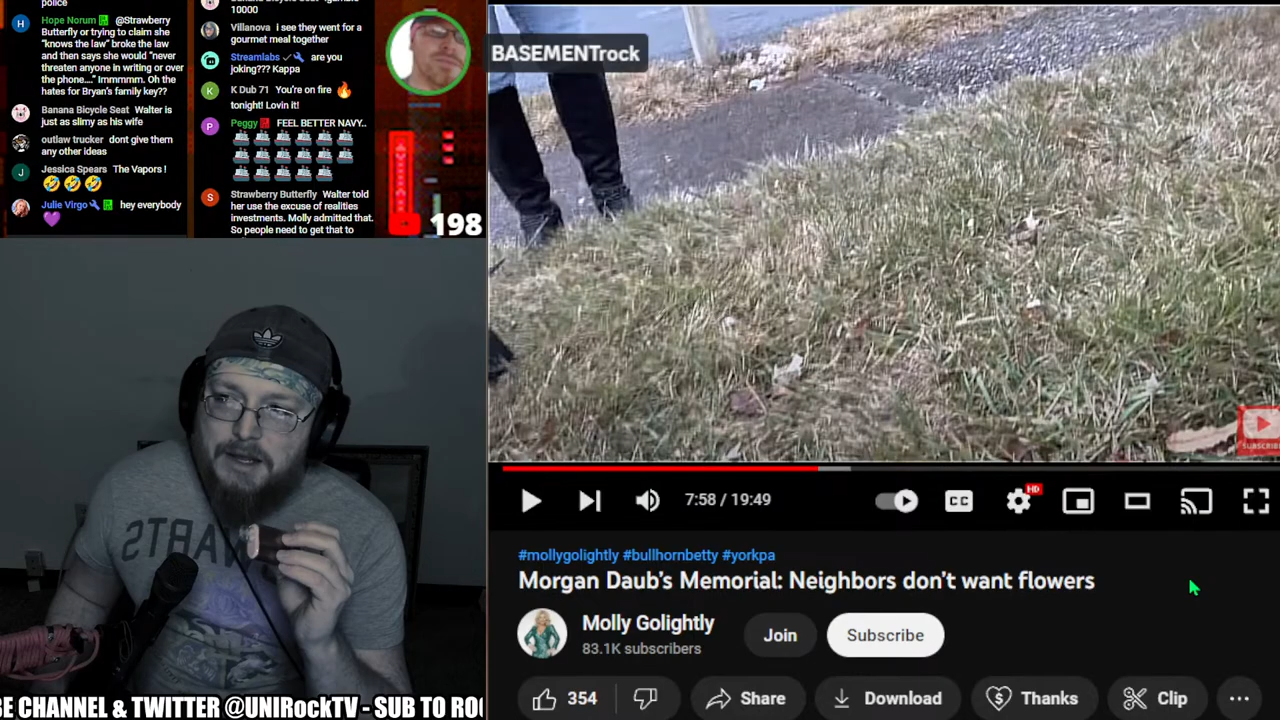 police
Hope Norum @Strawberry
Butterfly or trying to claim she
“knows the law” broke the law
and then says she would “never
threaten anyone in writing or over
the phone....” Immmmm. Oh the
hates for Bryan’s family key??
Banana Bicycle Seat Walter is
just as slimy as his wife
outlaw trucker dont give them
any other ideas
Jessica Spears The Vapors !
🤣🤣🤣
Julie Virgo hey everybody
💜
10000
Villanova i see they went for a
gourmet meal together
Streamlabs are you
joking??? Kappa
K Dub 71 You’re on fire 🔥
tonight! Lovin it!
Peggy FEEL BETTER NAVY..
Strawberry Butterfly Walter told
her use the excuse of realities
investments. Molly admitted that.
So people need to get that to
198
BASEMENTrock
SUBSCRIBE
7:58 / 19:49
CC
HD
#mollygolightly #bullhornbetty #yorkpa
Morgan Daub’s Memorial: Neighbors don’t want flowers
Molly Golightly
83.1K subscribers
Join
Subscribe
354
Share
Download
Thanks
Clip
BE CHANNEL & TWITTER @UNIRockTV - SUB TO ROC